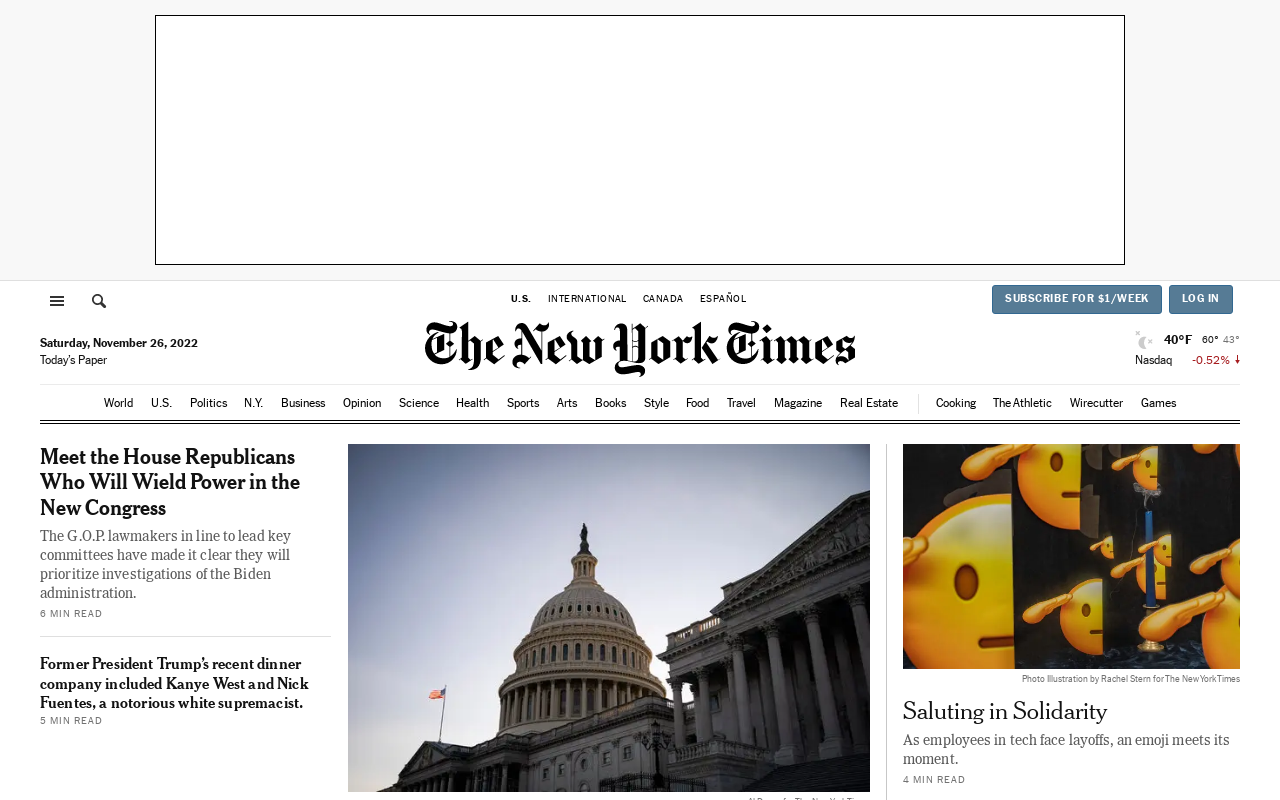 U.S. INTERNATIONAL CANADA ESPAÑOL
SUBSCRIBE FOR $1/WEEK LOG IN
The New York Times
Saturday, November 26, 2022
Today's Paper
40°F 60° 43°
Nasdaq -0.52%
World U.S. Politics N.Y. Business Opinion Science Health Sports Arts Books Style Food Travel Magazine Real Estate Cooking The Athletic Wirecutter Games
Meet the House Republicans
Who Will Wield Power in the
New Congress
The G.O.P. lawmakers in line to lead key
committees have made it clear they will
prioritize investigations of the Biden
administration.
6 MIN READ
Former President Trump's recent dinner
company included Kanye West and Nick
Fuentes, a notorious white supremacist.
5 MIN READ
Photo Illustration by Rachel Stern for The New York Times
Saluting in Solidarity
As employees in tech face layoffs, an emoji meets its
moment.
4 MIN READ